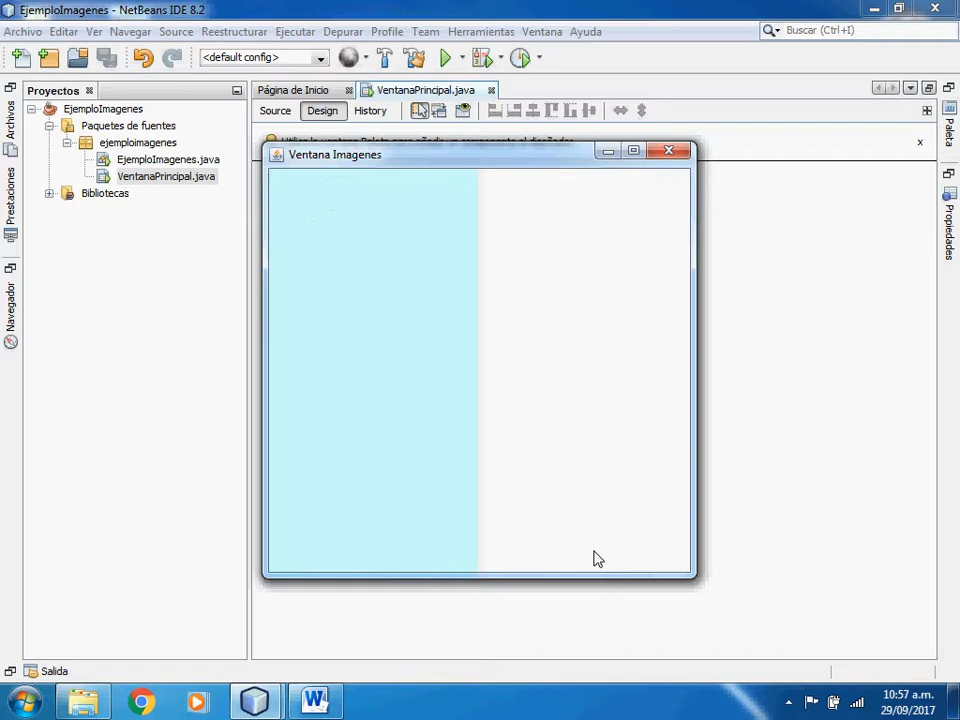 EjemploImagenes - NetBeans IDE 8.2
Archivo Editar Ver Navegar Source Reestructurar Ejecutar Depurar Profile Team Herramientas Ventana Ayuda
Buscar (Ctrl+I)
<default config>
Proyectos
Página de Inicio
VentanaPrincipal.java
Source Design History
EjemploImagenes
Paquetes de fuentes
ejemploimagenes
EjemploImagenes.java
VentanaPrincipal.java
Bibliotecas
Archivos
Prestaciones
Navegador
Ventana Imagenes
Paleta
Propiedades
Salida
10:57 a.m.
29/09/2017